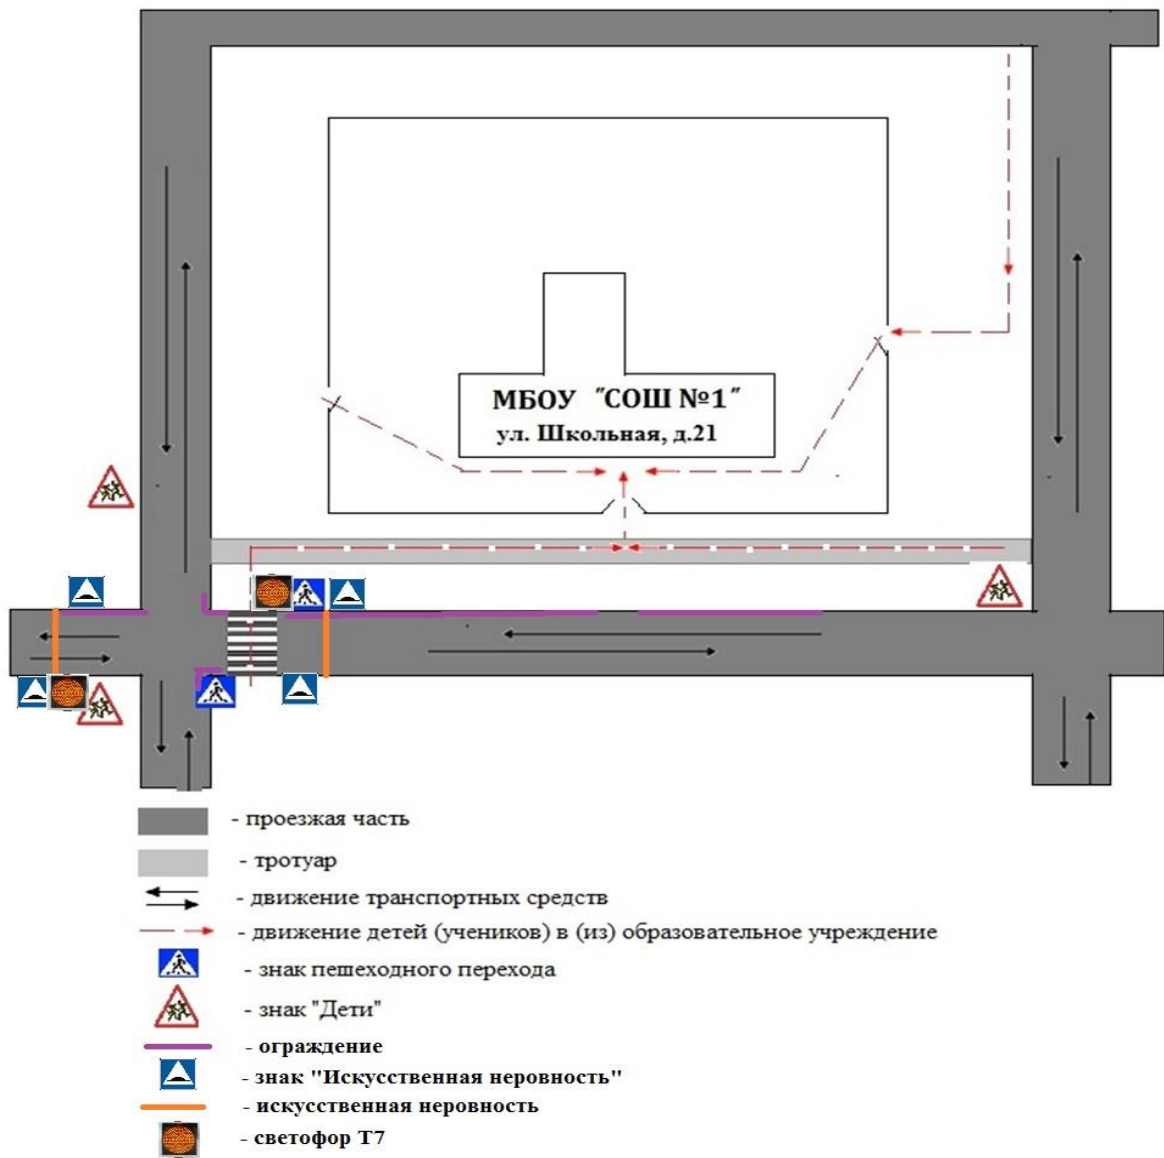 МБОУ "СОШ №1"
ул. Школьная, д.21
- проезжая часть
- тротуар
- движение транспортных средств
- движение детей (учеников) в (из) образовательное учреждение
- знак пешеходного перехода
- знак "Дети"
- ограждение
- знак "Искусственная неровность"
- искусственная неровность
- светофор Т7